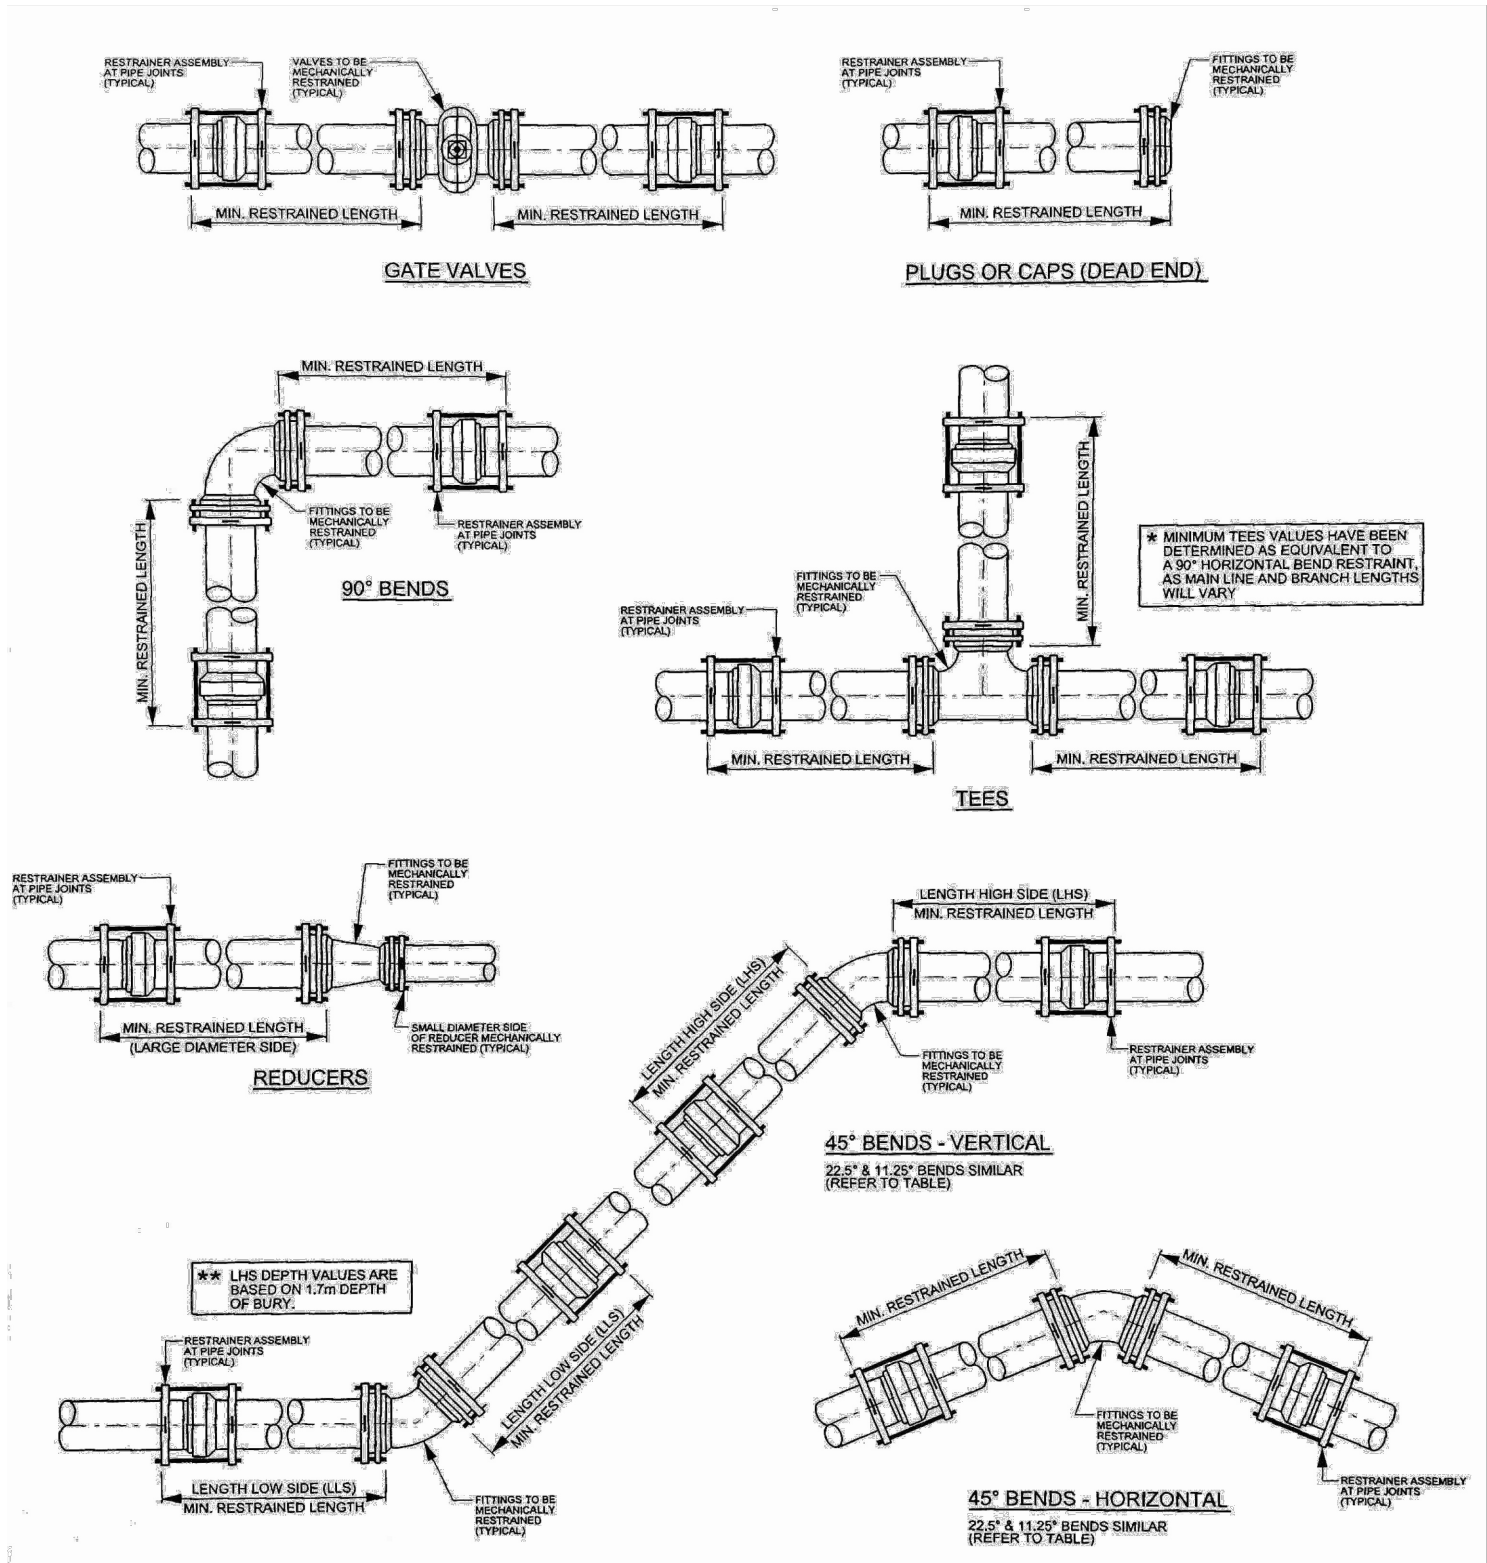 RESTRAINER ASSEMBLY
AT PIPE JOINTS
(TYPICAL)
VALVES TO BE
MECHANICALLY
RESTRAINED
(TYPICAL)
MIN. RESTRAINED LENGTH
MIN. RESTRAINED LENGTH
GATE VALVES
RESTRAINER ASSEMBLY
AT PIPE JOINTS
(TYPICAL)
FITTINGS TO BE
MECHANICALLY
RESTRAINED
(TYPICAL)
MIN. RESTRAINED LENGTH
PLUGS OR CAPS (DEAD END)
MIN. RESTRAINED LENGTH
MIN. RESTRAINED LENGTH
FITTINGS TO BE
MECHANICALLY
RESTRAINED
(TYPICAL)
RESTRAINER ASSEMBLY
AT PIPE JOINTS
(TYPICAL)
90° BENDS
MIN. RESTRAINED LENGTH
* MINIMUM TEES VALUES HAVE BEEN
DETERMINED AS EQUIVALENT TO
A 90° HORIZONTAL BEND RESTRAINT,
AS MAIN LINE AND BRANCH LENGTHS
WILL VARY
FITTINGS TO BE
MECHANICALLY
RESTRAINED
(TYPICAL)
RESTRAINER ASSEMBLY
AT PIPE JOINTS
(TYPICAL)
MIN. RESTRAINED LENGTH
MIN. RESTRAINED LENGTH
TEES
RESTRAINER ASSEMBLY
AT PIPE JOINTS
(TYPICAL)
FITTINGS TO BE
MECHANICALLY
RESTRAINED
(TYPICAL)
MIN. RESTRAINED LENGTH
(LARGE DIAMETER SIDE)
SMALL DIAMETER SIDE
OF REDUCER MECHANICALLY
RESTRAINED (TYPICAL)
REDUCERS
LENGTH HIGH SIDE (LHS)
MIN. RESTRAINED LENGTH
LENGTH HIGH SIDE (LHS)
MIN. RESTRAINED LENGTH
FITTINGS TO BE
MECHANICALLY
RESTRAINED
(TYPICAL)
RESTRAINER ASSEMBLY
AT PIPE JOINTS
(TYPICAL)
45° BENDS - VERTICAL
22.5° & 11.25° BENDS SIMILAR
(REFER TO TABLE)
** LHS DEPTH VALUES ARE
BASED ON 1.7m DEPTH
OF BURY.
RESTRAINER ASSEMBLY
AT PIPE JOINTS
(TYPICAL)
LENGTH LOW SIDE (LLS)
MIN. RESTRAINED LENGTH
LENGTH LOW SIDE (LLS)
MIN. RESTRAINED LENGTH
FITTINGS TO BE
MECHANICALLY
RESTRAINED
(TYPICAL)
MIN. RESTRAINED LENGTH
MIN. RESTRAINED LENGTH
FITTINGS TO BE
MECHANICALLY
RESTRAINED
(TYPICAL)
RESTRAINER ASSEMBLY
AT PIPE JOINTS
(TYPICAL)
45° BENDS - HORIZONTAL
22.5° & 11.25° BENDS SIMILAR
(REFER TO TABLE)